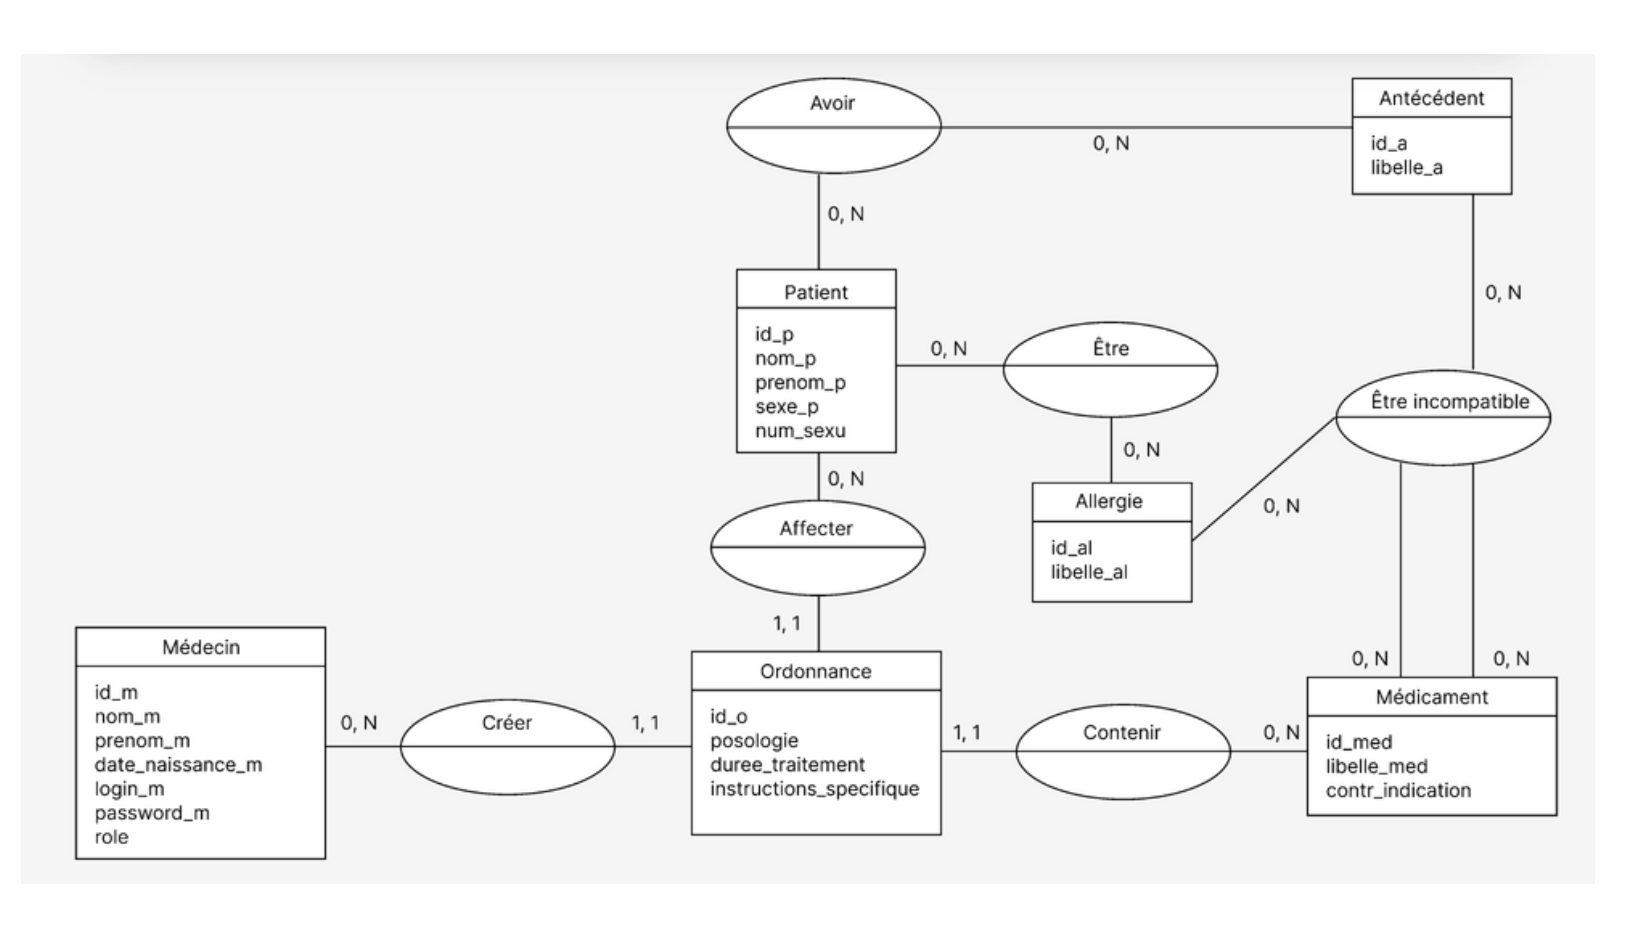 Avoir
0, N
Antécédent
id_a
libelle_a
0, N
0, N
Patient
id_p
nom_p
prenom_p
sexe_p
num_sexu
0, N
Être
0, N
Être incompatible
0, N
0, N
Allergie
id_al
libelle_al
Affecter
1, 1
0, N
0, N
Médecin
id_m
nom_m
prenom_m
date_naissance_m
login_m
password_m
role
0, N
Créer
1, 1
Ordonnance
id_o
posologie
duree_traitement
instructions_specifique
1, 1
Contenir
0, N
Médicament
id_med
libelle_med
contr_indication